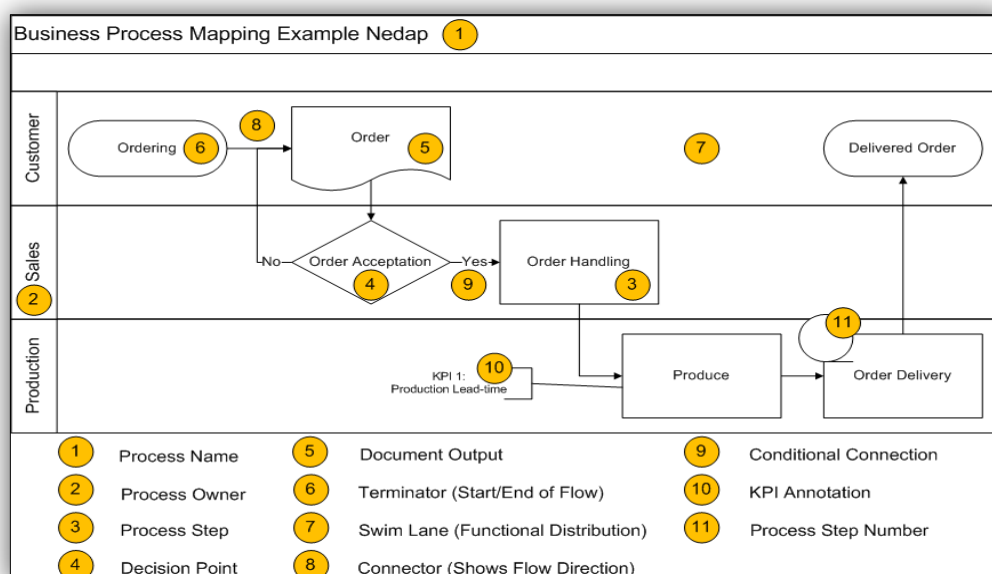 Business Process Mapping Example Nedap 1
Customer
Ordering 6
8
Order
5
7
Delivered Order
Sales
2
No
Order Acceptation
4
Yes
9
Order Handling
3
11
Production
KPI 1:
Production Lead-time
10
Produce
Order Delivery
1 Process Name
5 Document Output
9 Conditional Connection
2 Process Owner
6 Terminator (Start/End of Flow)
10 KPI Annotation
3 Process Step
7 Swim Lane (Functional Distribution)
11 Process Step Number
4 Decision Point
8 Connector (Shows Flow Direction)